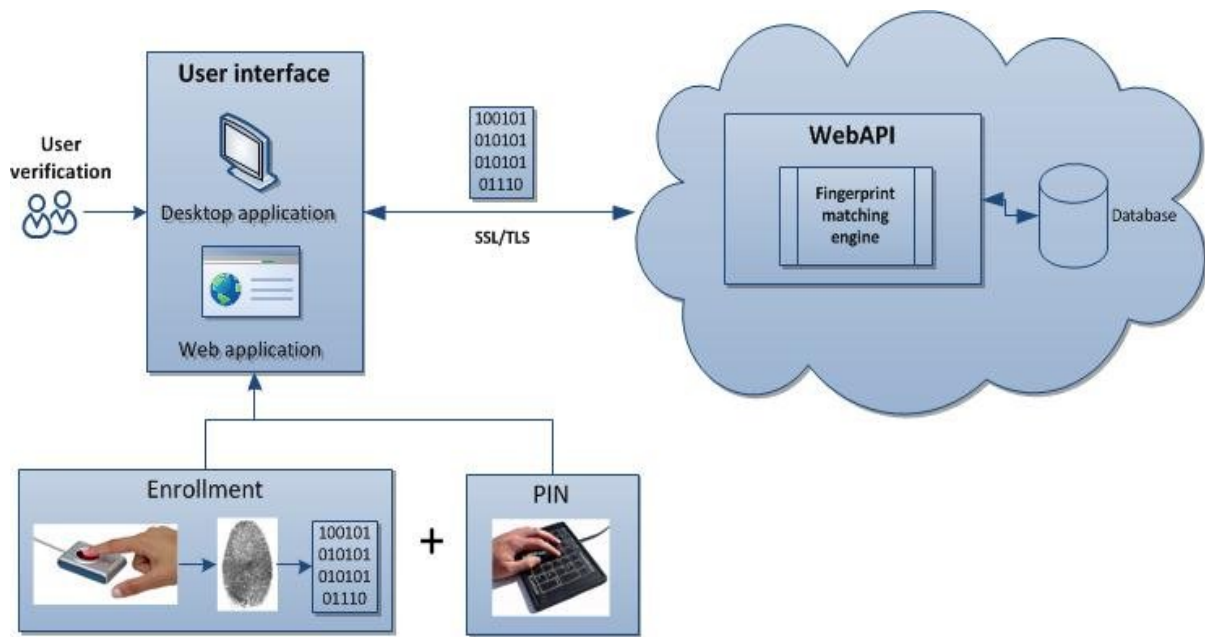 User interface
Desktop application
Web application
User
verification
100101
010101
010101
01110
SSL/TLS
WebAPI
Fingerprint
matching
engine
Database
Enrollment
100101
010101
010101
01110
+
PIN